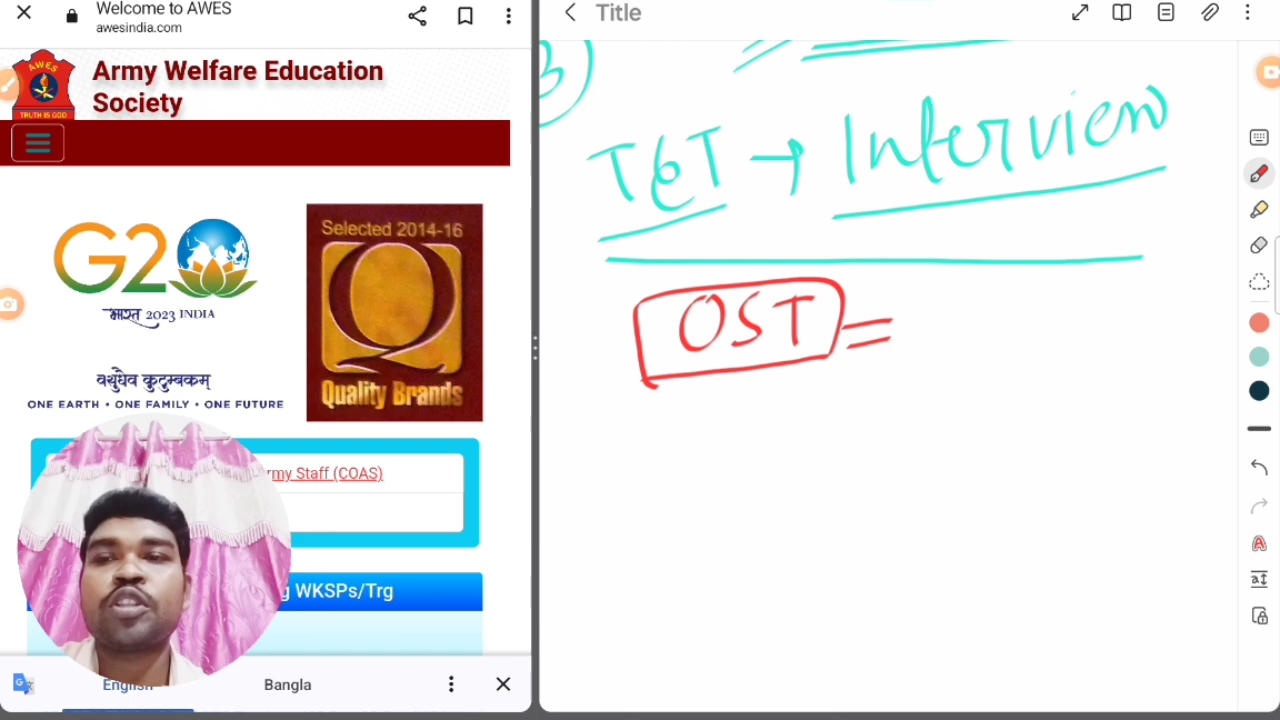 Welcome to AWES
awesindia.com
AWES
TRUTH IS GOD
Army Welfare Education
Society
G20
भारत 2023 INDIA
वसुधैव कुटुम्बकम्
ONE EARTH • ONE FAMILY • ONE FUTURE
Selected 2014-16
Q
Quality Brands
rmy Staff (COAS)
g WKSPs/Trg
English
Bangla
Title
3
TGT → Interview
OST =